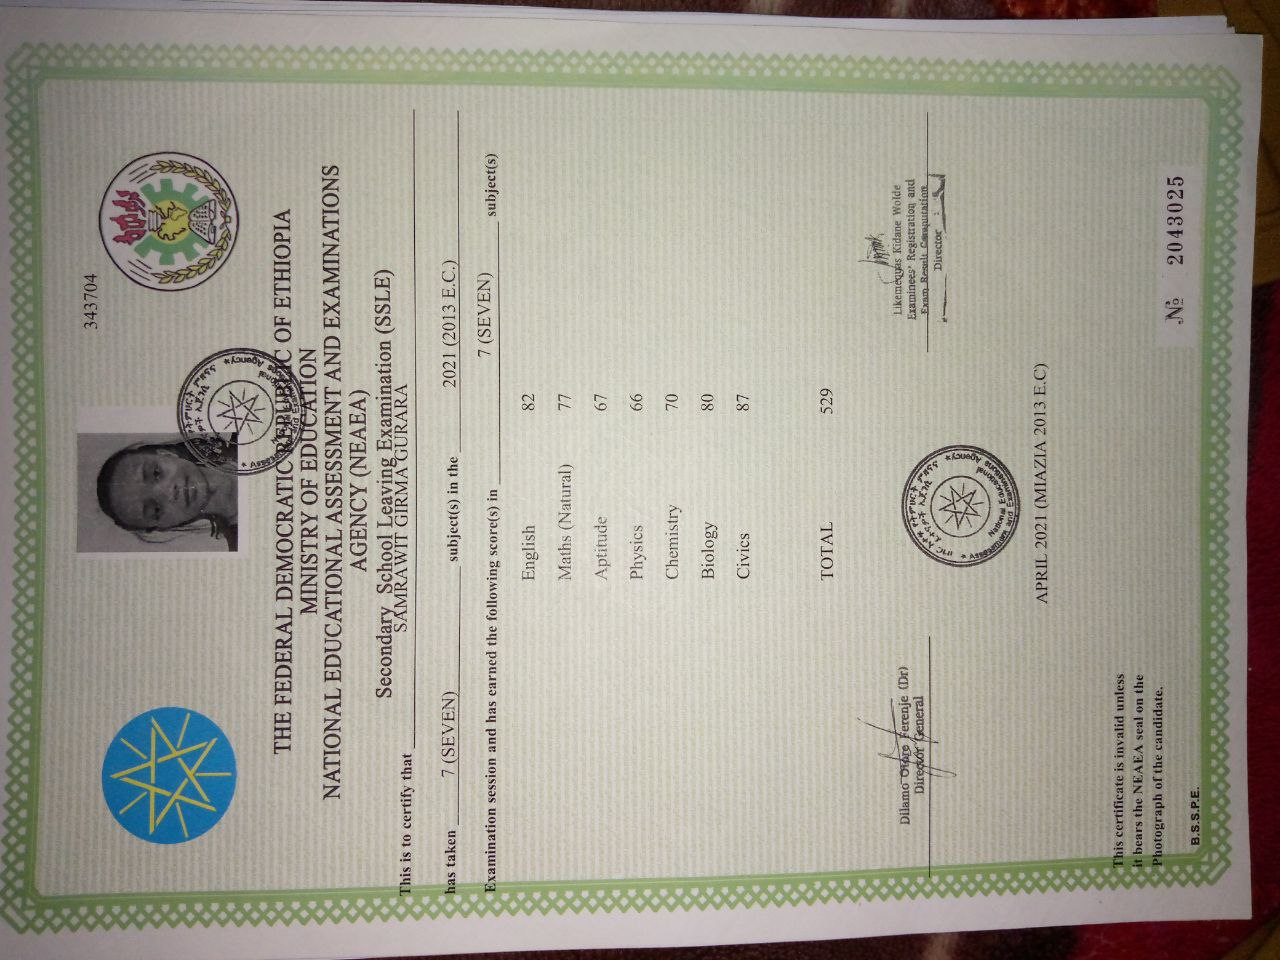 343704
THE FEDERAL DEMOCRATIC REPUBLIC OF ETHIOPIA
MINISTRY OF EDUCATION
NATIONAL EDUCATIONAL ASSESSMENT AND EXAMINATIONS
AGENCY (NEAEA)
Secondary School Leaving Examination (SSLE)
This is to certify that SAMRAWIT GIRMA GURARA
has taken 7 (SEVEN) subject(s) in the 2021 (2013 E.C.)
Examination session and has earned the following score(s) in 7 (SEVEN) subject(s)
English 82
Maths (Natural) 77
Aptitude 67
Physics 66
Chemistry 70
Biology 80
Civics 87
TOTAL 529
Dilamo Otore Ferenje (Dr)
Director General
Likemequas Kidane Wolde
Examinees' Registration and
Exam Result Computation
Director
National Educational
Agency
APRIL 2021 (MIAZIA 2013 E.C)
This certificate is invalid unless
it bears the NEAEA seal on the
Photograph of the candidate.
B.S.S.P.E.
№ 2043025